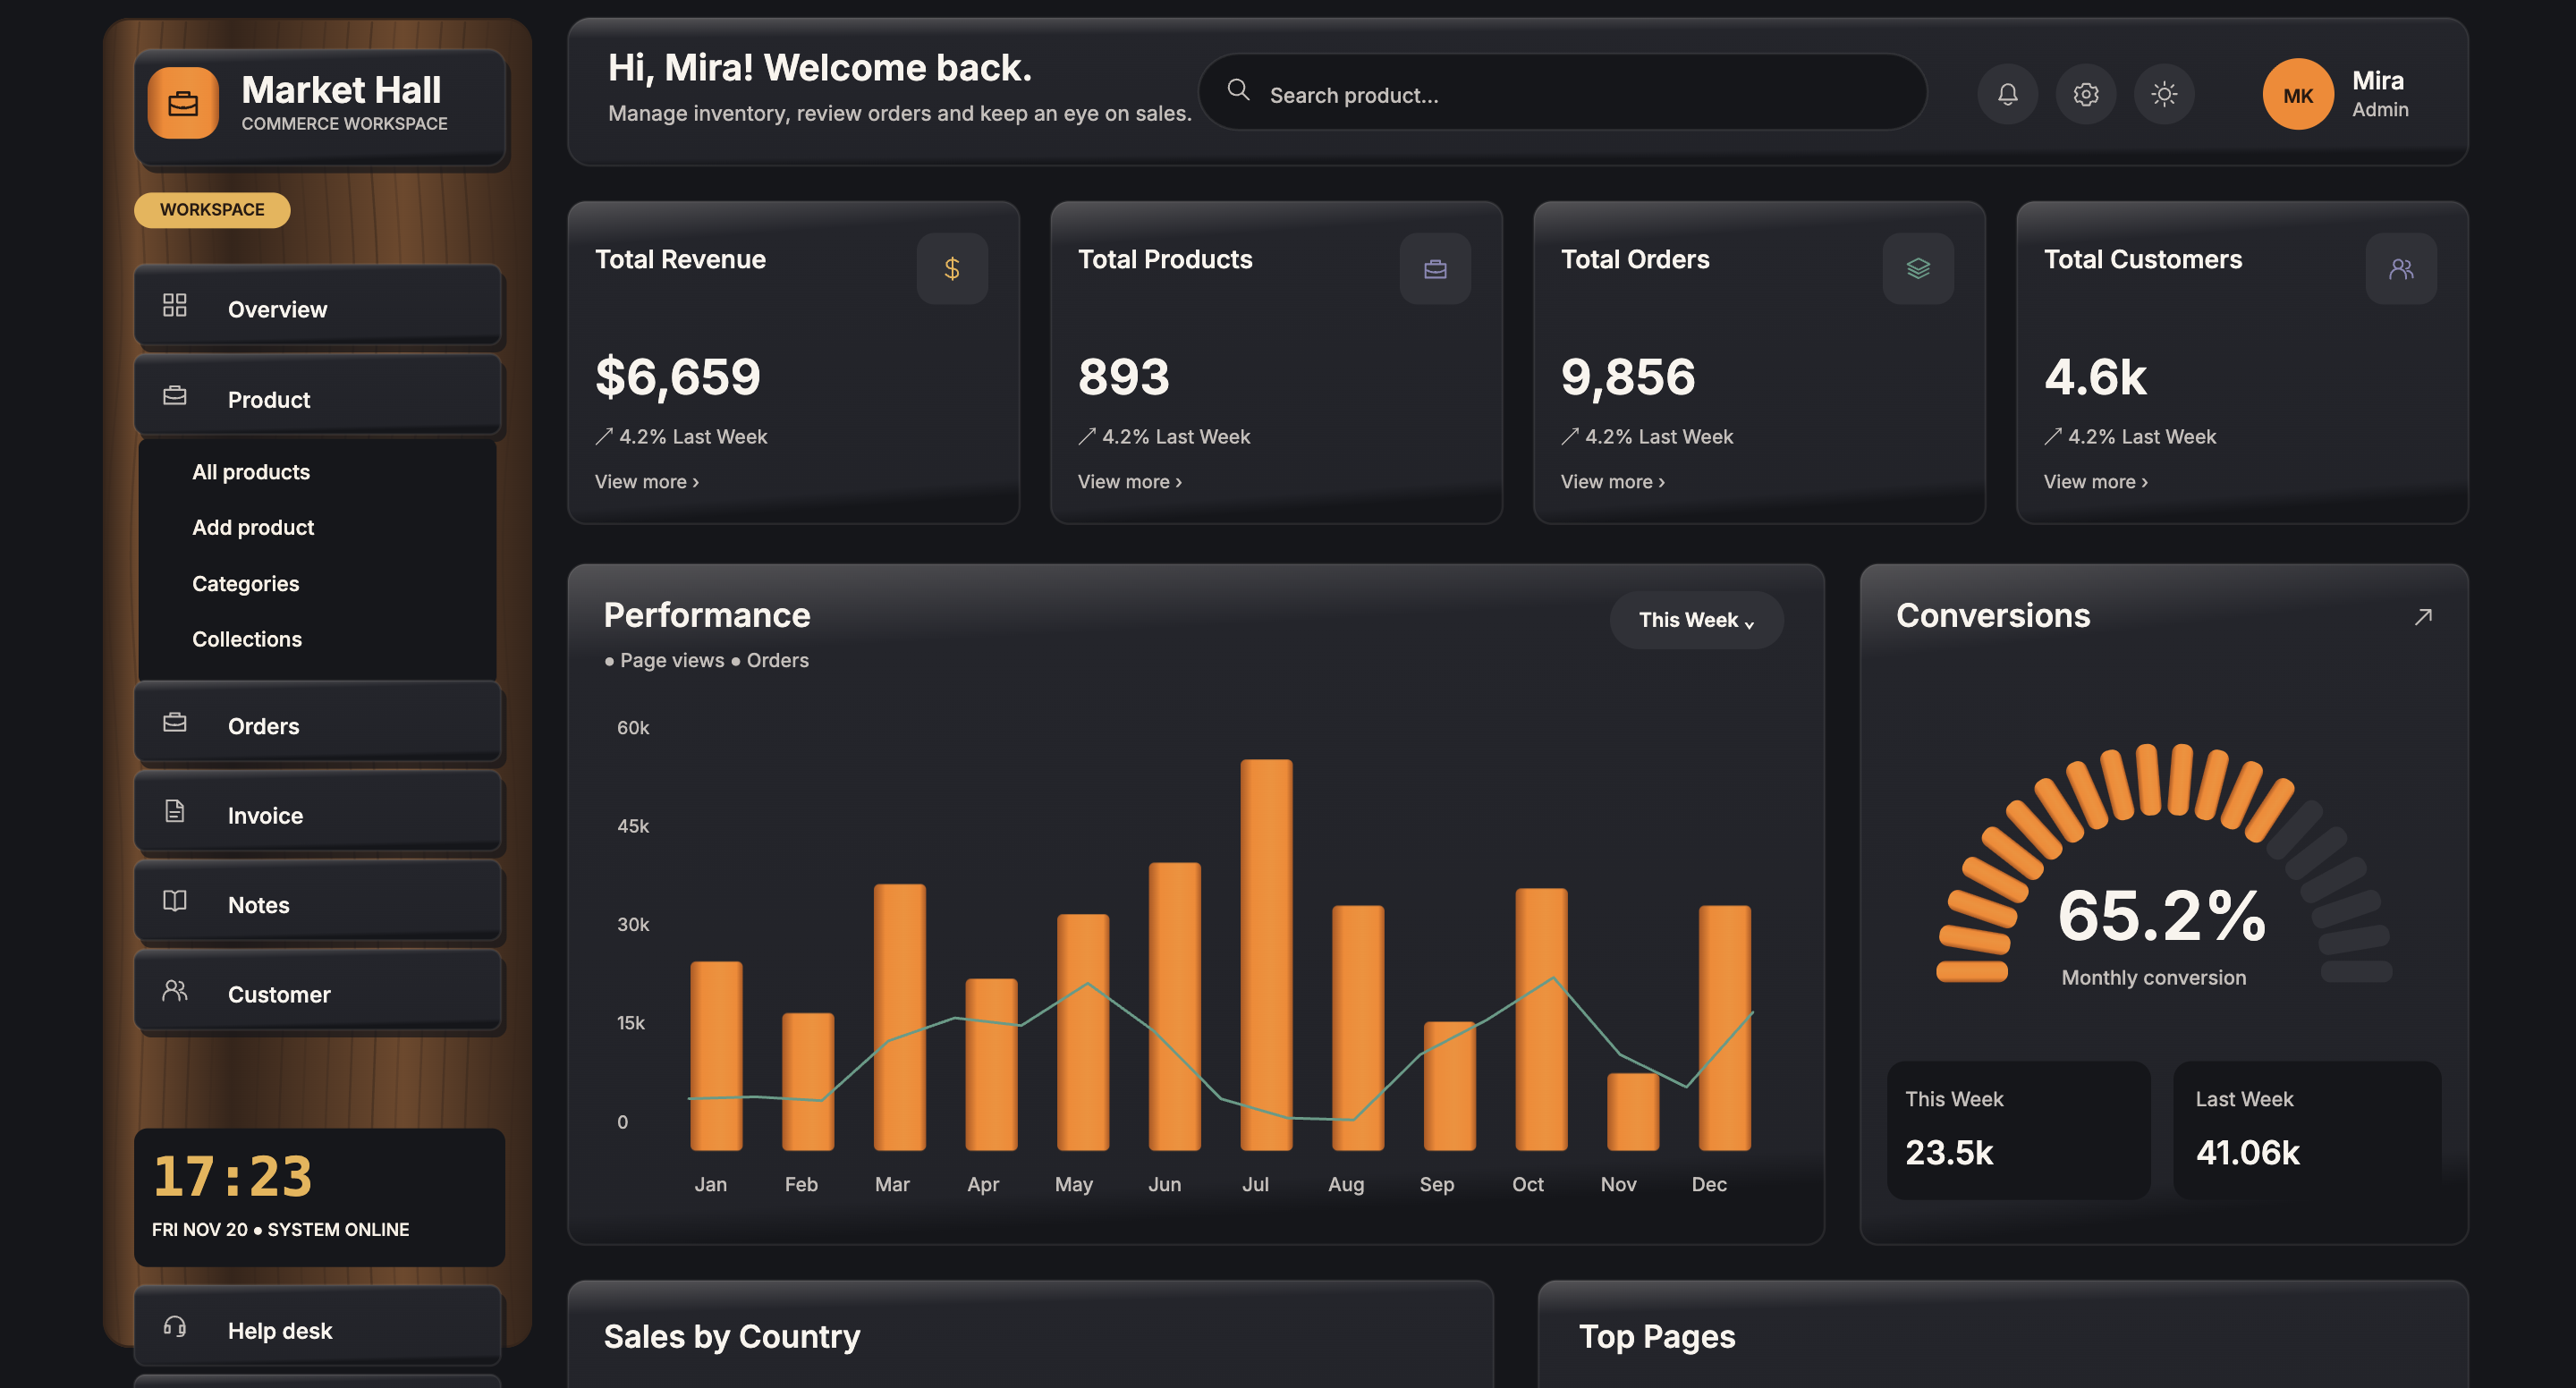 Market Hall
COMMERCE WORKSPACE
WORKSPACE
Overview
Product
All products
Add product
Categories
Collections
Orders
Invoice
Notes
Customer
17:23
FRI NOV 20 ● SYSTEM ONLINE
Help desk
Hi, Mira! Welcome back.
Manage inventory, review orders and keep an eye on sales.
Search product...
MK
Mira
Admin
Total Revenue
$
$6,659
4.2% Last Week
View more ›
Total Products
893
4.2% Last Week
View more ›
Total Orders
9,856
4.2% Last Week
View more ›
Total Customers
4.6k
4.2% Last Week
View more ›
Performance
This Week
● Page views ● Orders
60k
45k
30k
15k
0
Jan Feb Mar Apr May Jun Jul Aug Sep Oct Nov Dec
Conversions
65.2%
Monthly conversion
This Week
23.5k
Last Week
41.06k
Sales by Country
Top Pages